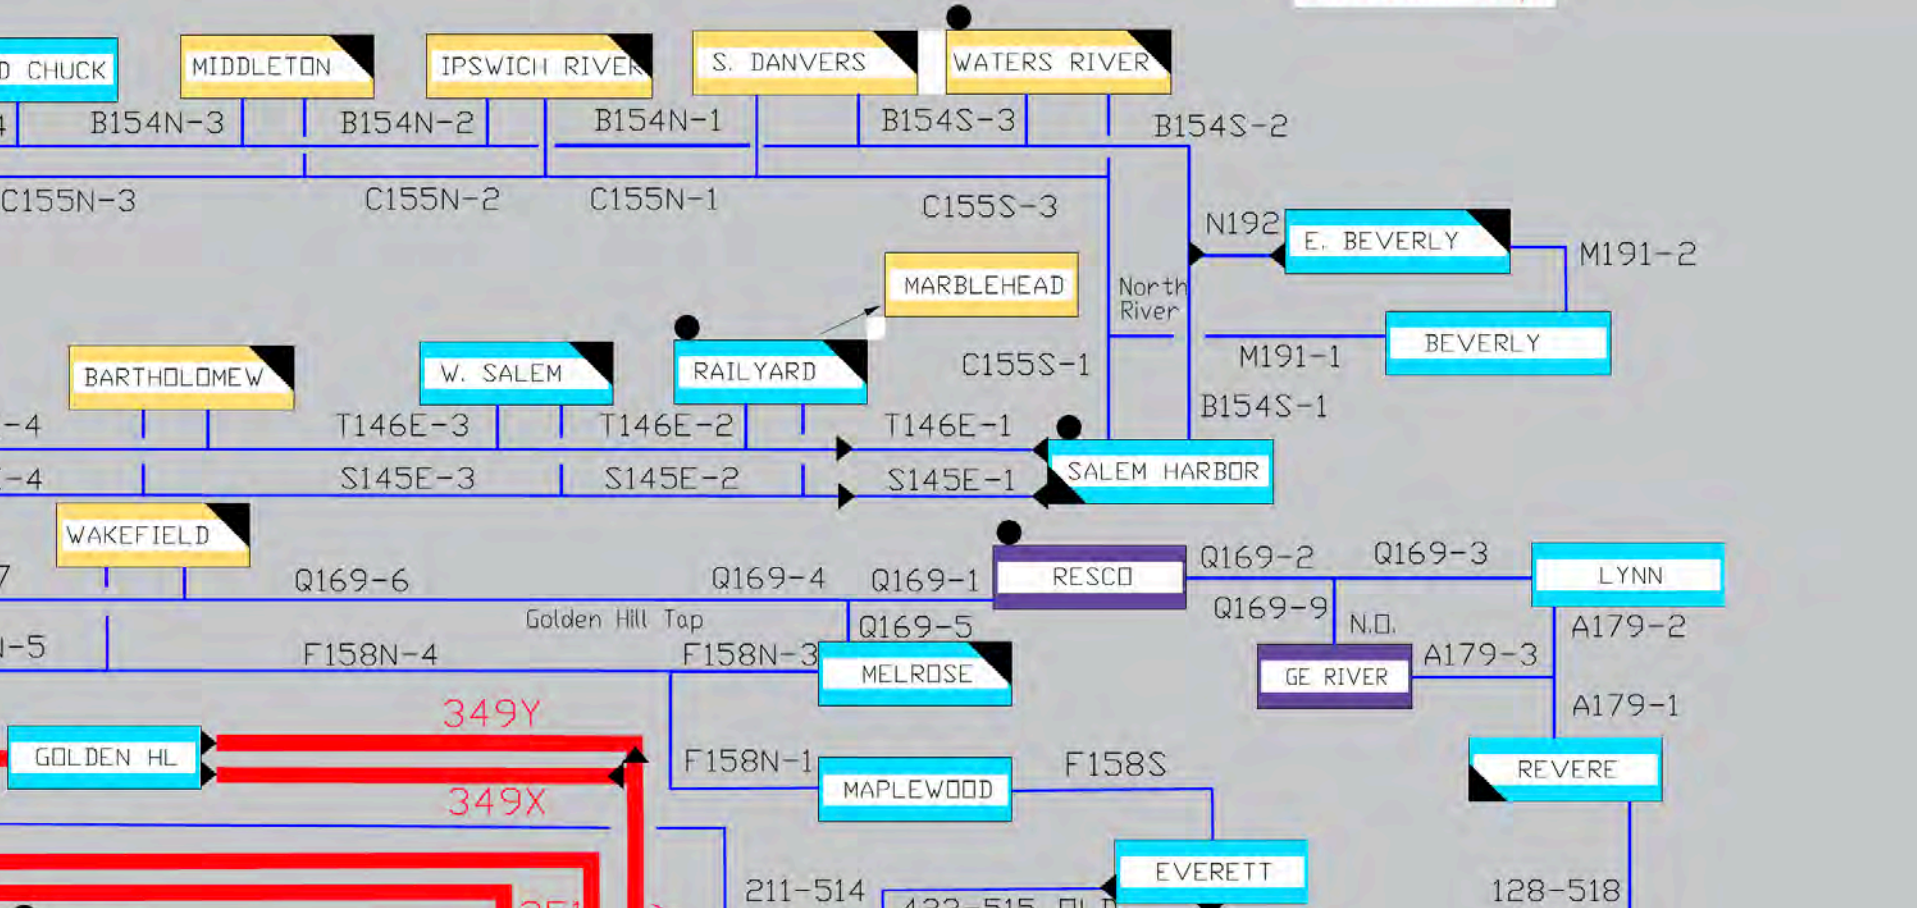 D CHUCK
MIDDLETON
IPSWICH RIVER
S. DANVERS
WATERS RIVER
4
B154N-3
B154N-2
B154N-1
B154S-3
B154S-2
C155N-3
C155N-2
C155N-1
C155S-3
N192
E. BEVERLY
M191-2
MARBLEHEAD
North
River
BEVERLY
M191-1
C155S-1
BARTHOLOMEW
W. SALEM
RAILYARD
B154S-1
-4
T146E-3
T146E-2
T146E-1
SALEM HARBOR
-4
S145E-3
S145E-2
S145E-1
WAKEFIELD
7
Q169-6
Q169-4
Q169-1
RESCO
Q169-2
Q169-3
LYNN
Golden Hill Tap
Q169-5
Q169-9
N.O.
A179-2
N-5
F158N-4
F158N-3
MELROSE
GE RIVER
A179-3
A179-1
349Y
GOLDEN HL
349X
F158N-1
MAPLEWOOD
F158S
REVERE
EVERETT
211-514
128-518